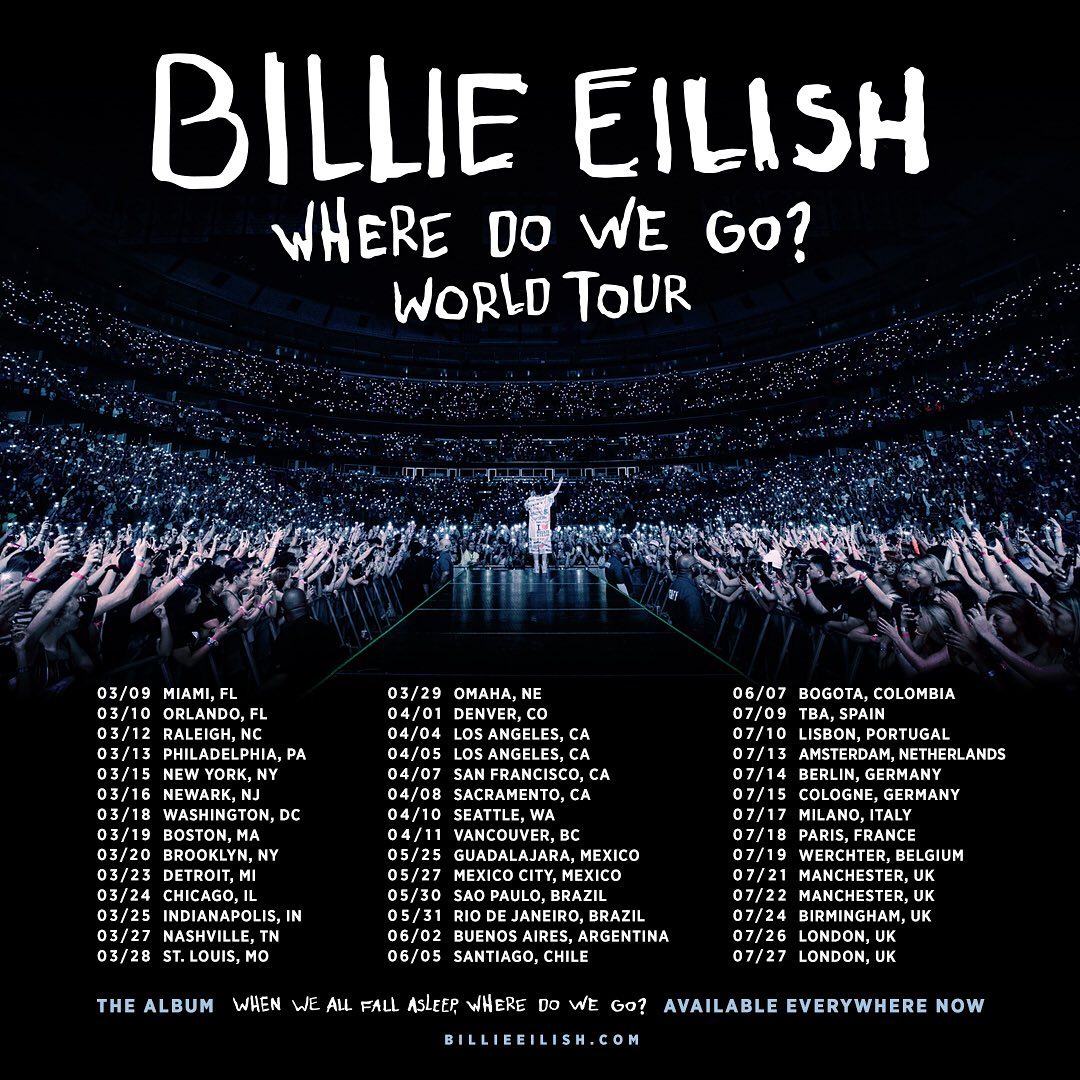 BILLIE EILISH
WHERE DO WE GO?
WORLD TOUR
03/09 MIAMI, FL
03/10 ORLANDO, FL
03/12 RALEIGH, NC
03/13 PHILADELPHIA, PA
03/15 NEW YORK, NY
03/16 NEWARK, NJ
03/18 WASHINGTON, DC
03/19 BOSTON, MA
03/20 BROOKLYN, NY
03/23 DETROIT, MI
03/24 CHICAGO, IL
03/25 INDIANAPOLIS, IN
03/27 NASHVILLE, TN
03/28 ST. LOUIS, MO
03/29 OMAHA, NE
04/01 DENVER, CO
04/04 LOS ANGELES, CA
04/05 LOS ANGELES, CA
04/07 SAN FRANCISCO, CA
04/08 SACRAMENTO, CA
04/10 SEATTLE, WA
04/11 VANCOUVER, BC
05/25 GUADALAJARA, MEXICO
05/27 MEXICO CITY, MEXICO
05/30 SAO PAULO, BRAZIL
05/31 RIO DE JANEIRO, BRAZIL
06/02 BUENOS AIRES, ARGENTINA
06/05 SANTIAGO, CHILE
06/07 BOGOTA, COLOMBIA
07/09 TBA, SPAIN
07/10 LISBON, PORTUGAL
07/13 AMSTERDAM, NETHERLANDS
07/14 BERLIN, GERMANY
07/15 COLOGNE, GERMANY
07/17 MILANO, ITALY
07/18 PARIS, FRANCE
07/19 WERCHTER, BELGIUM
07/21 MANCHESTER, UK
07/22 MANCHESTER, UK
07/24 BIRMINGHAM, UK
07/26 LONDON, UK
07/27 LONDON, UK
THE ALBUM WHEN WE ALL FALL ASLEEP, WHERE DO WE GO? AVAILABLE EVERYWHERE NOW
BILLIEEILISH.COM